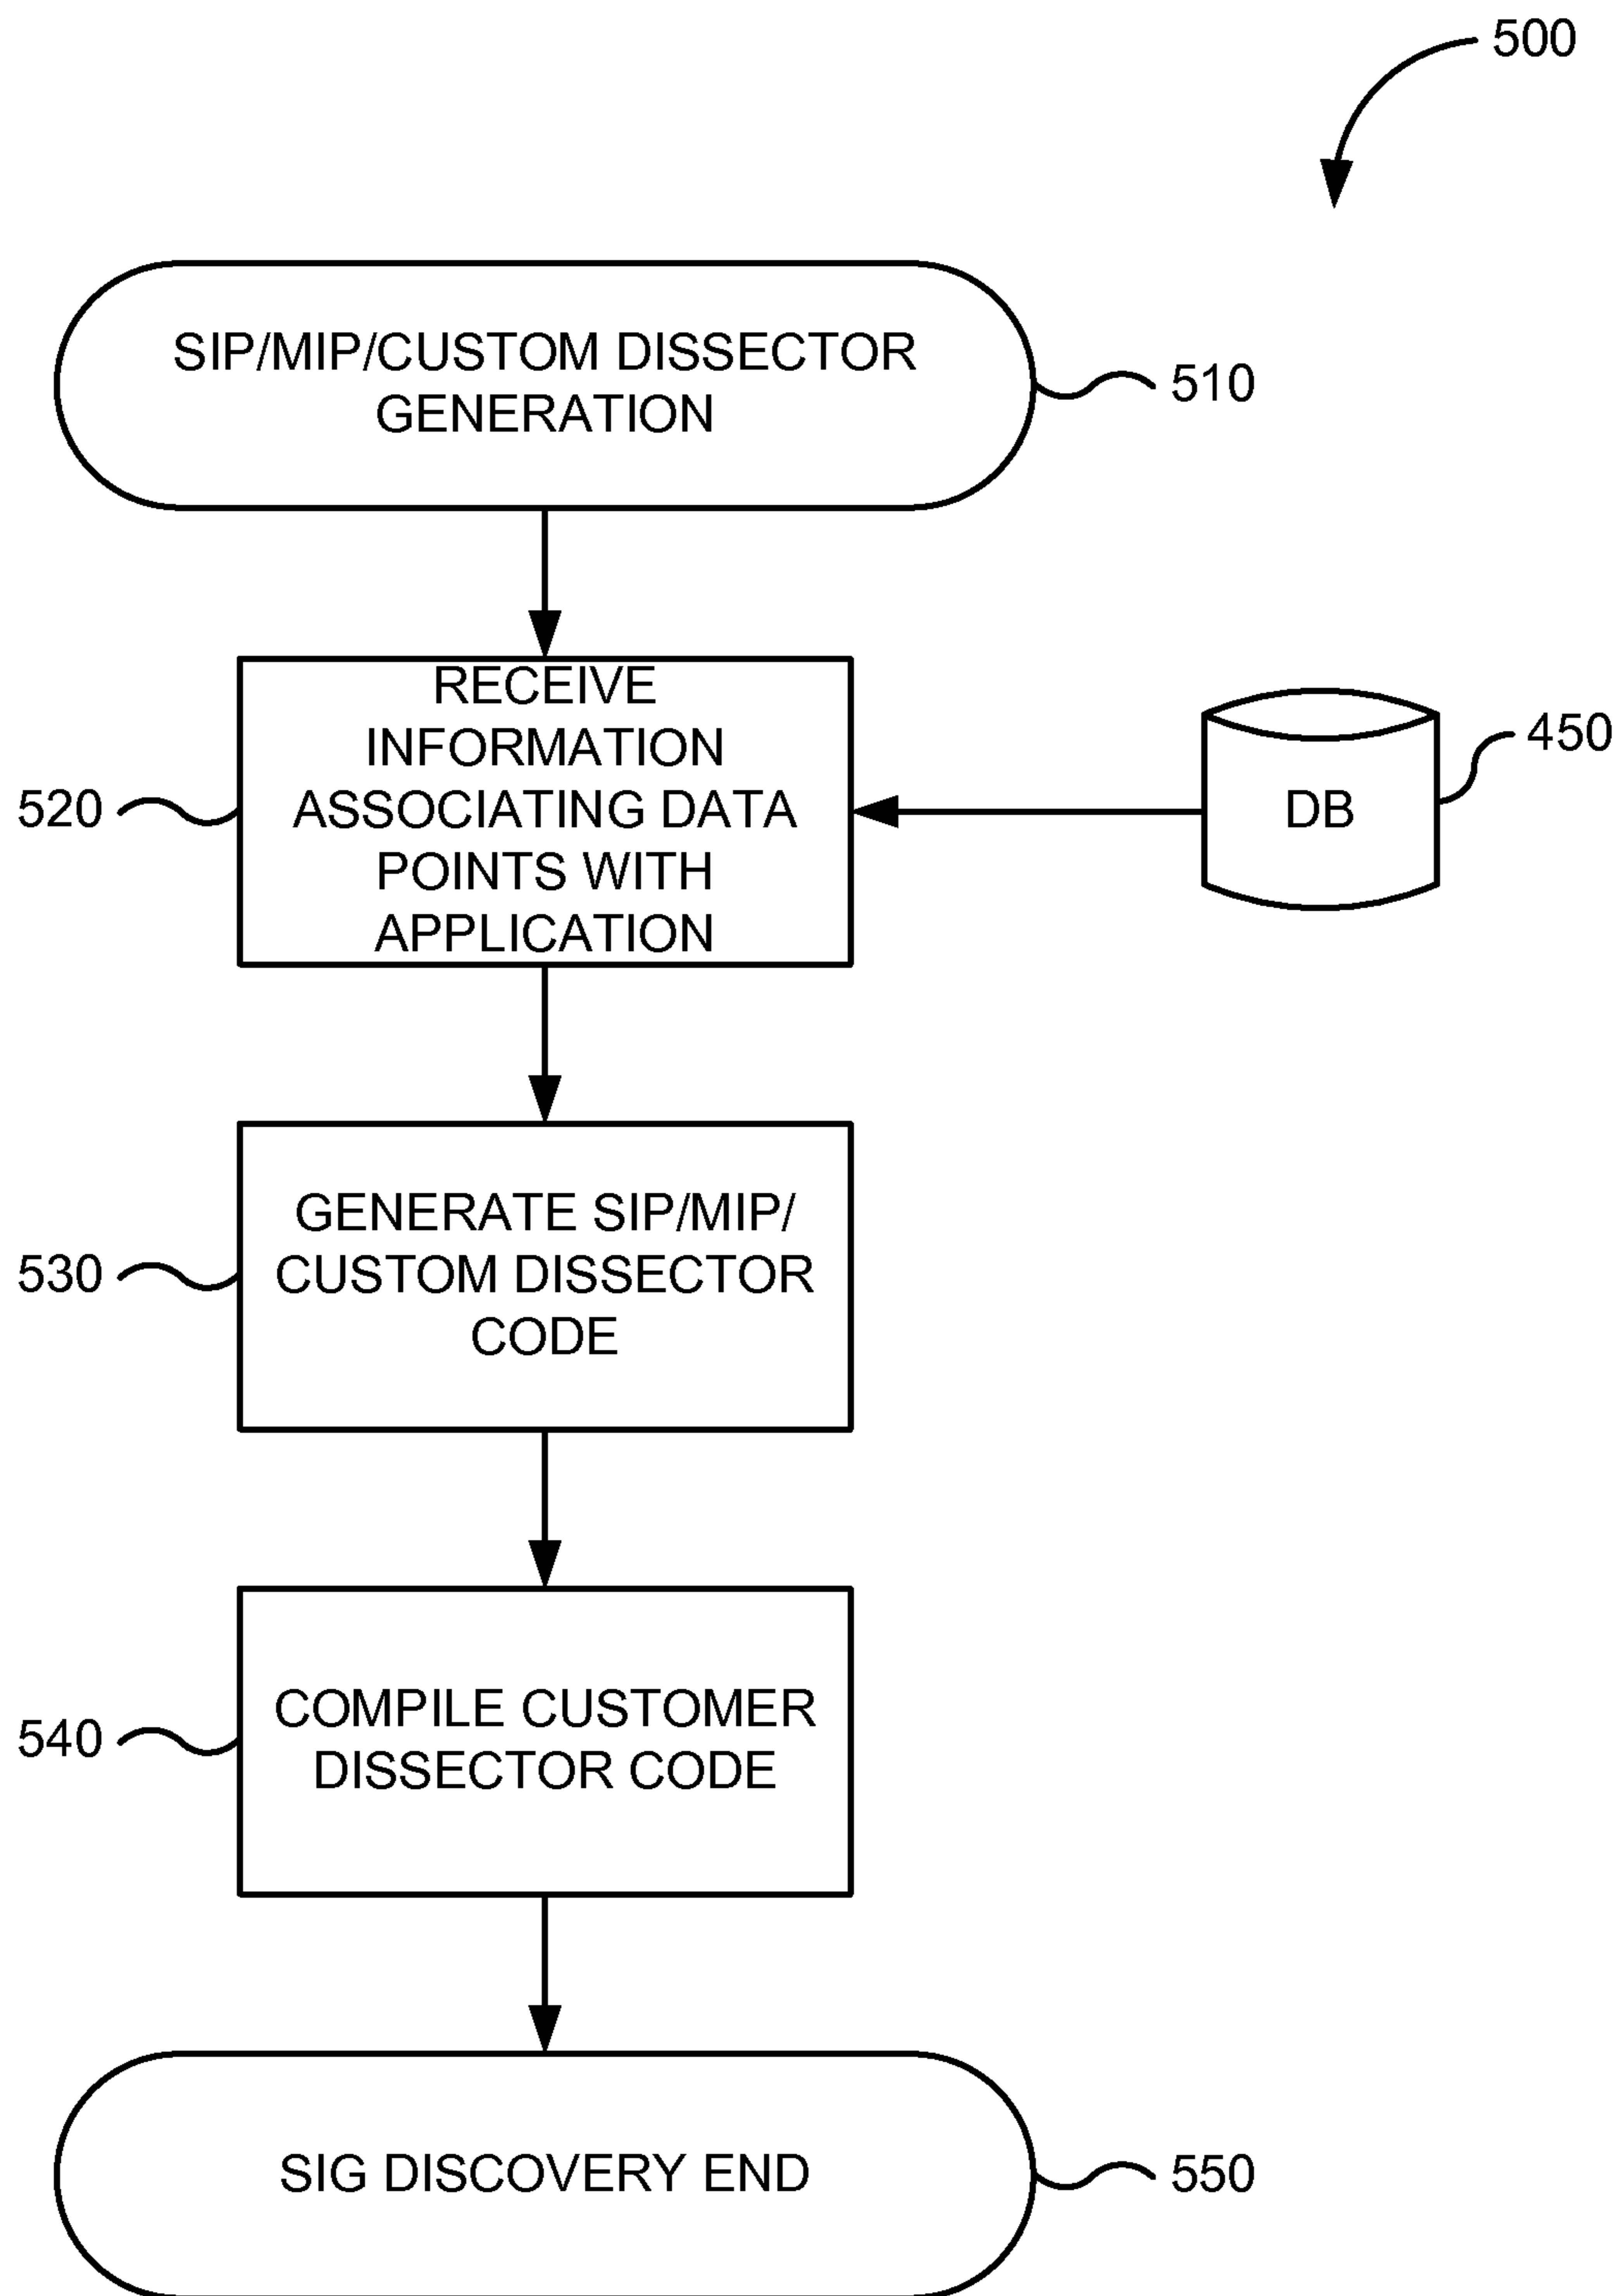 500
SIP/MIP/CUSTOM DISSECTOR
GENERATION
510
RECEIVE
INFORMATION
ASSOCIATING DATA
POINTS WITH
APPLICATION
520
DB
450
GENERATE SIP/MIP/
CUSTOM DISSECTOR
CODE
530
COMPILE CUSTOMER
DISSECTOR CODE
540
SIG DISCOVERY END
550